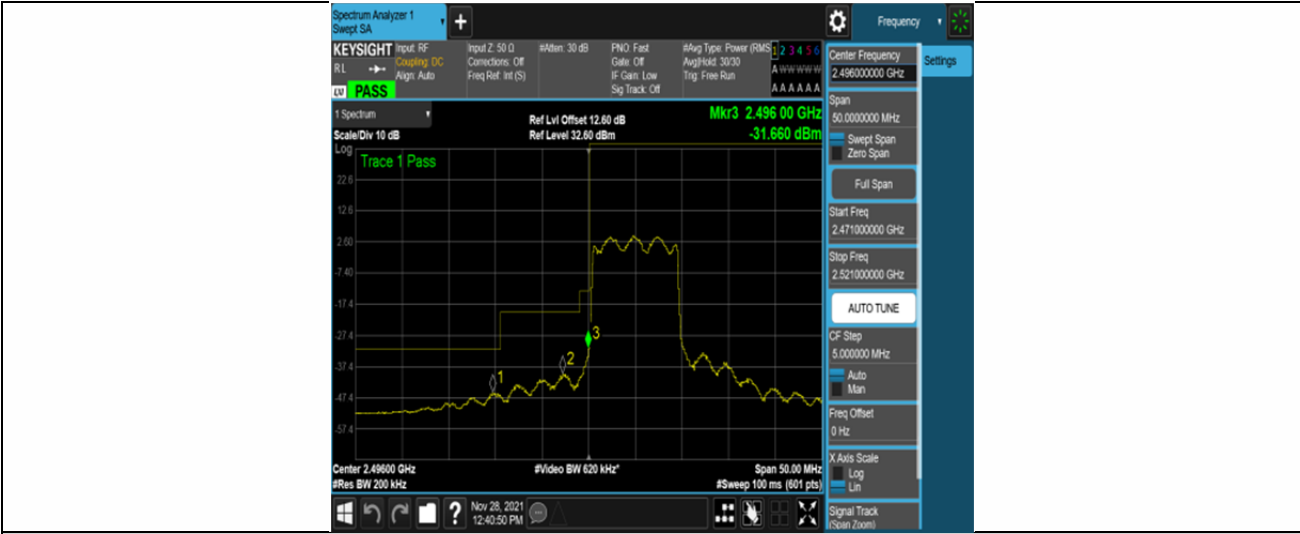 Spectrum Analyzer 1
Swept SA
+
Frequency
KEYSIGHT
RL
Input: RF
Coupling: DC
Align: Auto
Input Z: 50 Ω
Corrections: Off
Freq Ref: Int (S)
#Atten: 30 dB
PNO: Fast
Gate: Off
IF Gain: Low
Sig Track: Off
#Avg Type: Power (RMS
Avg|Hold: 30/30
Trig: Free Run
1 2 3 4 5 6
A W W W W W
A A A A A A
PASS
1 Spectrum
Scale/Div 10 dB
Ref Lvl Offset 12.60 dB
Ref Level 32.60 dBm
Mkr3 2.496 00 GHz
-31.660 dBm
Log
Trace 1 Pass
22.6
12.6
2.60
-7.40
-17.4
-27.4
-37.4
-47.4
-57.4
1
2
3
Center 2.49600 GHz
#Res BW 200 kHz
#Video BW 620 kHz*
Span 50.00 MHz
#Sweep 100 ms (601 pts)
Center Frequency
2.496000000 GHz
Settings
Span
50.0000000 MHz
Swept Span
Zero Span
Full Span
Start Freq
2.471000000 GHz
Stop Freq
2.521000000 GHz
AUTO TUNE
CF Step
5.000000 MHz
Auto
Man
Freq Offset
0 Hz
X Axis Scale
Log
Lin
Signal Track
(Span Zoom)
?
Nov 28, 2021
12:40:50 PM